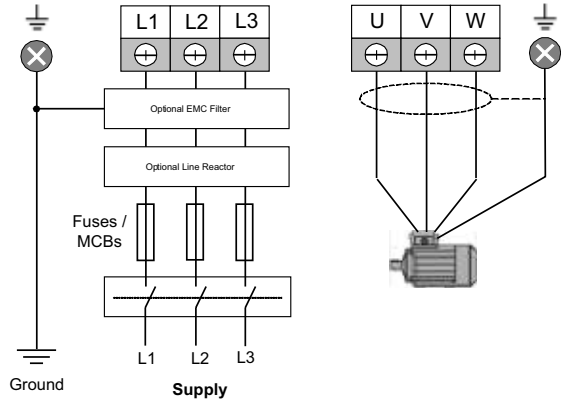 L1 L2 L3
U V W
Optional EMC Filter
Optional Line Reactor
Fuses /
MCBs
L1 L2 L3
Ground
Supply